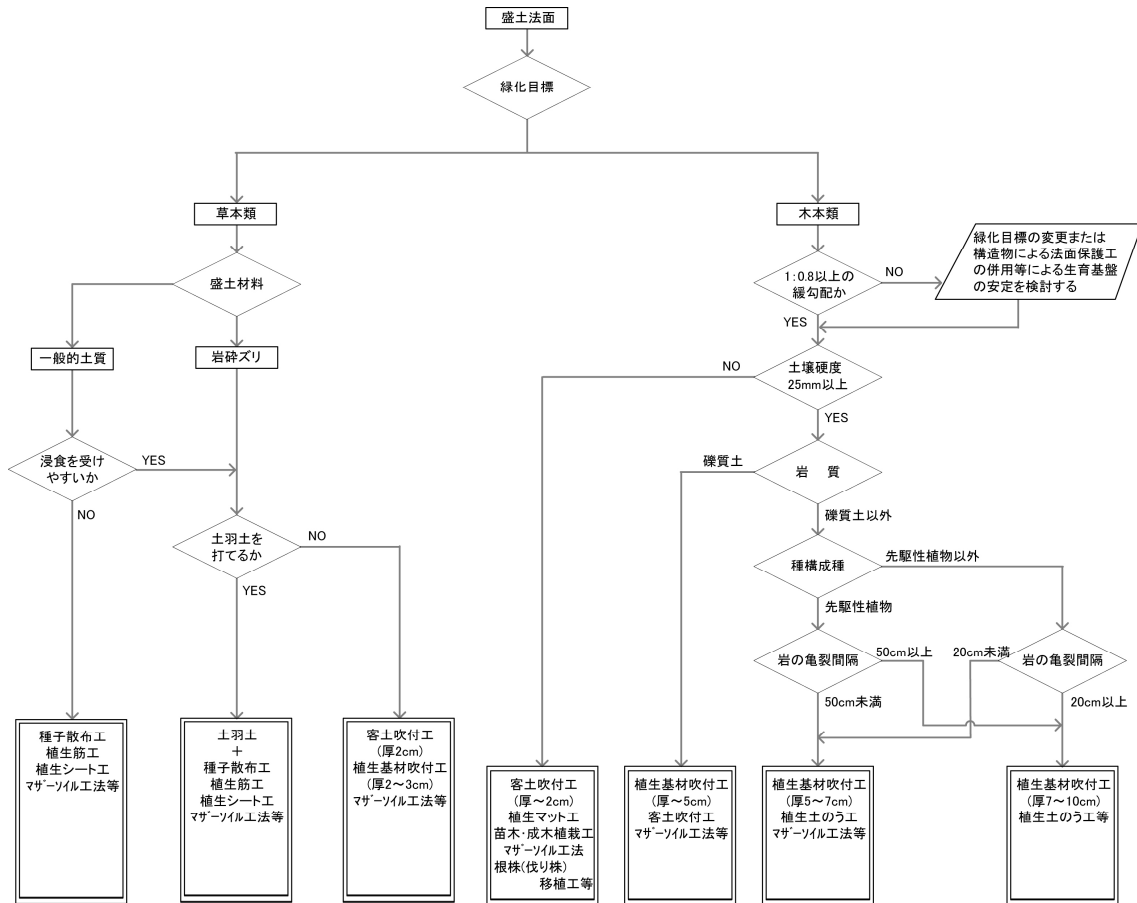 盛土法面
緑化目標
草本類
木本類
盛土材料
1:0.8以上の
緩勾配か
NO
緑化目標の変更または
構造物による法面保護工
の併用等による生育基盤
の安定を検討する
YES
一般的土質
岩砕ズリ
土壌硬度
25mm以上
NO
YES
浸食を受け
やすいか
YES
NO
岩 質
礫質土
礫質土以外
土羽土を
打てるか
NO
YES
種構成種
先駆性植物以外
先駆性植物
岩の亀裂間隔
50cm以上
20cm未満
岩の亀裂間隔
50cm未満
20cm以上
種子散布工
植生筋工
植生シート工
マザーソイル工法等
土羽土
+
種子散布工
植生筋工
植生シート工
マザーソイル工法等
客土吹付工
(厚2cm)
植生基材吹付工
(厚2～3cm)
マザーソイル工法等
客土吹付工
(厚～2cm)
植生マット工
苗木・成木植栽工
マザーソイル工法
根株(伐り株)
移植工等
植生基材吹付工
(厚～5cm)
客土吹付工
マザーソイル工法等
植生基材吹付工
(厚5～7cm)
植生土のう工
マザーソイル工法等
植生基材吹付工
(厚7～10cm)
植生土のう工等